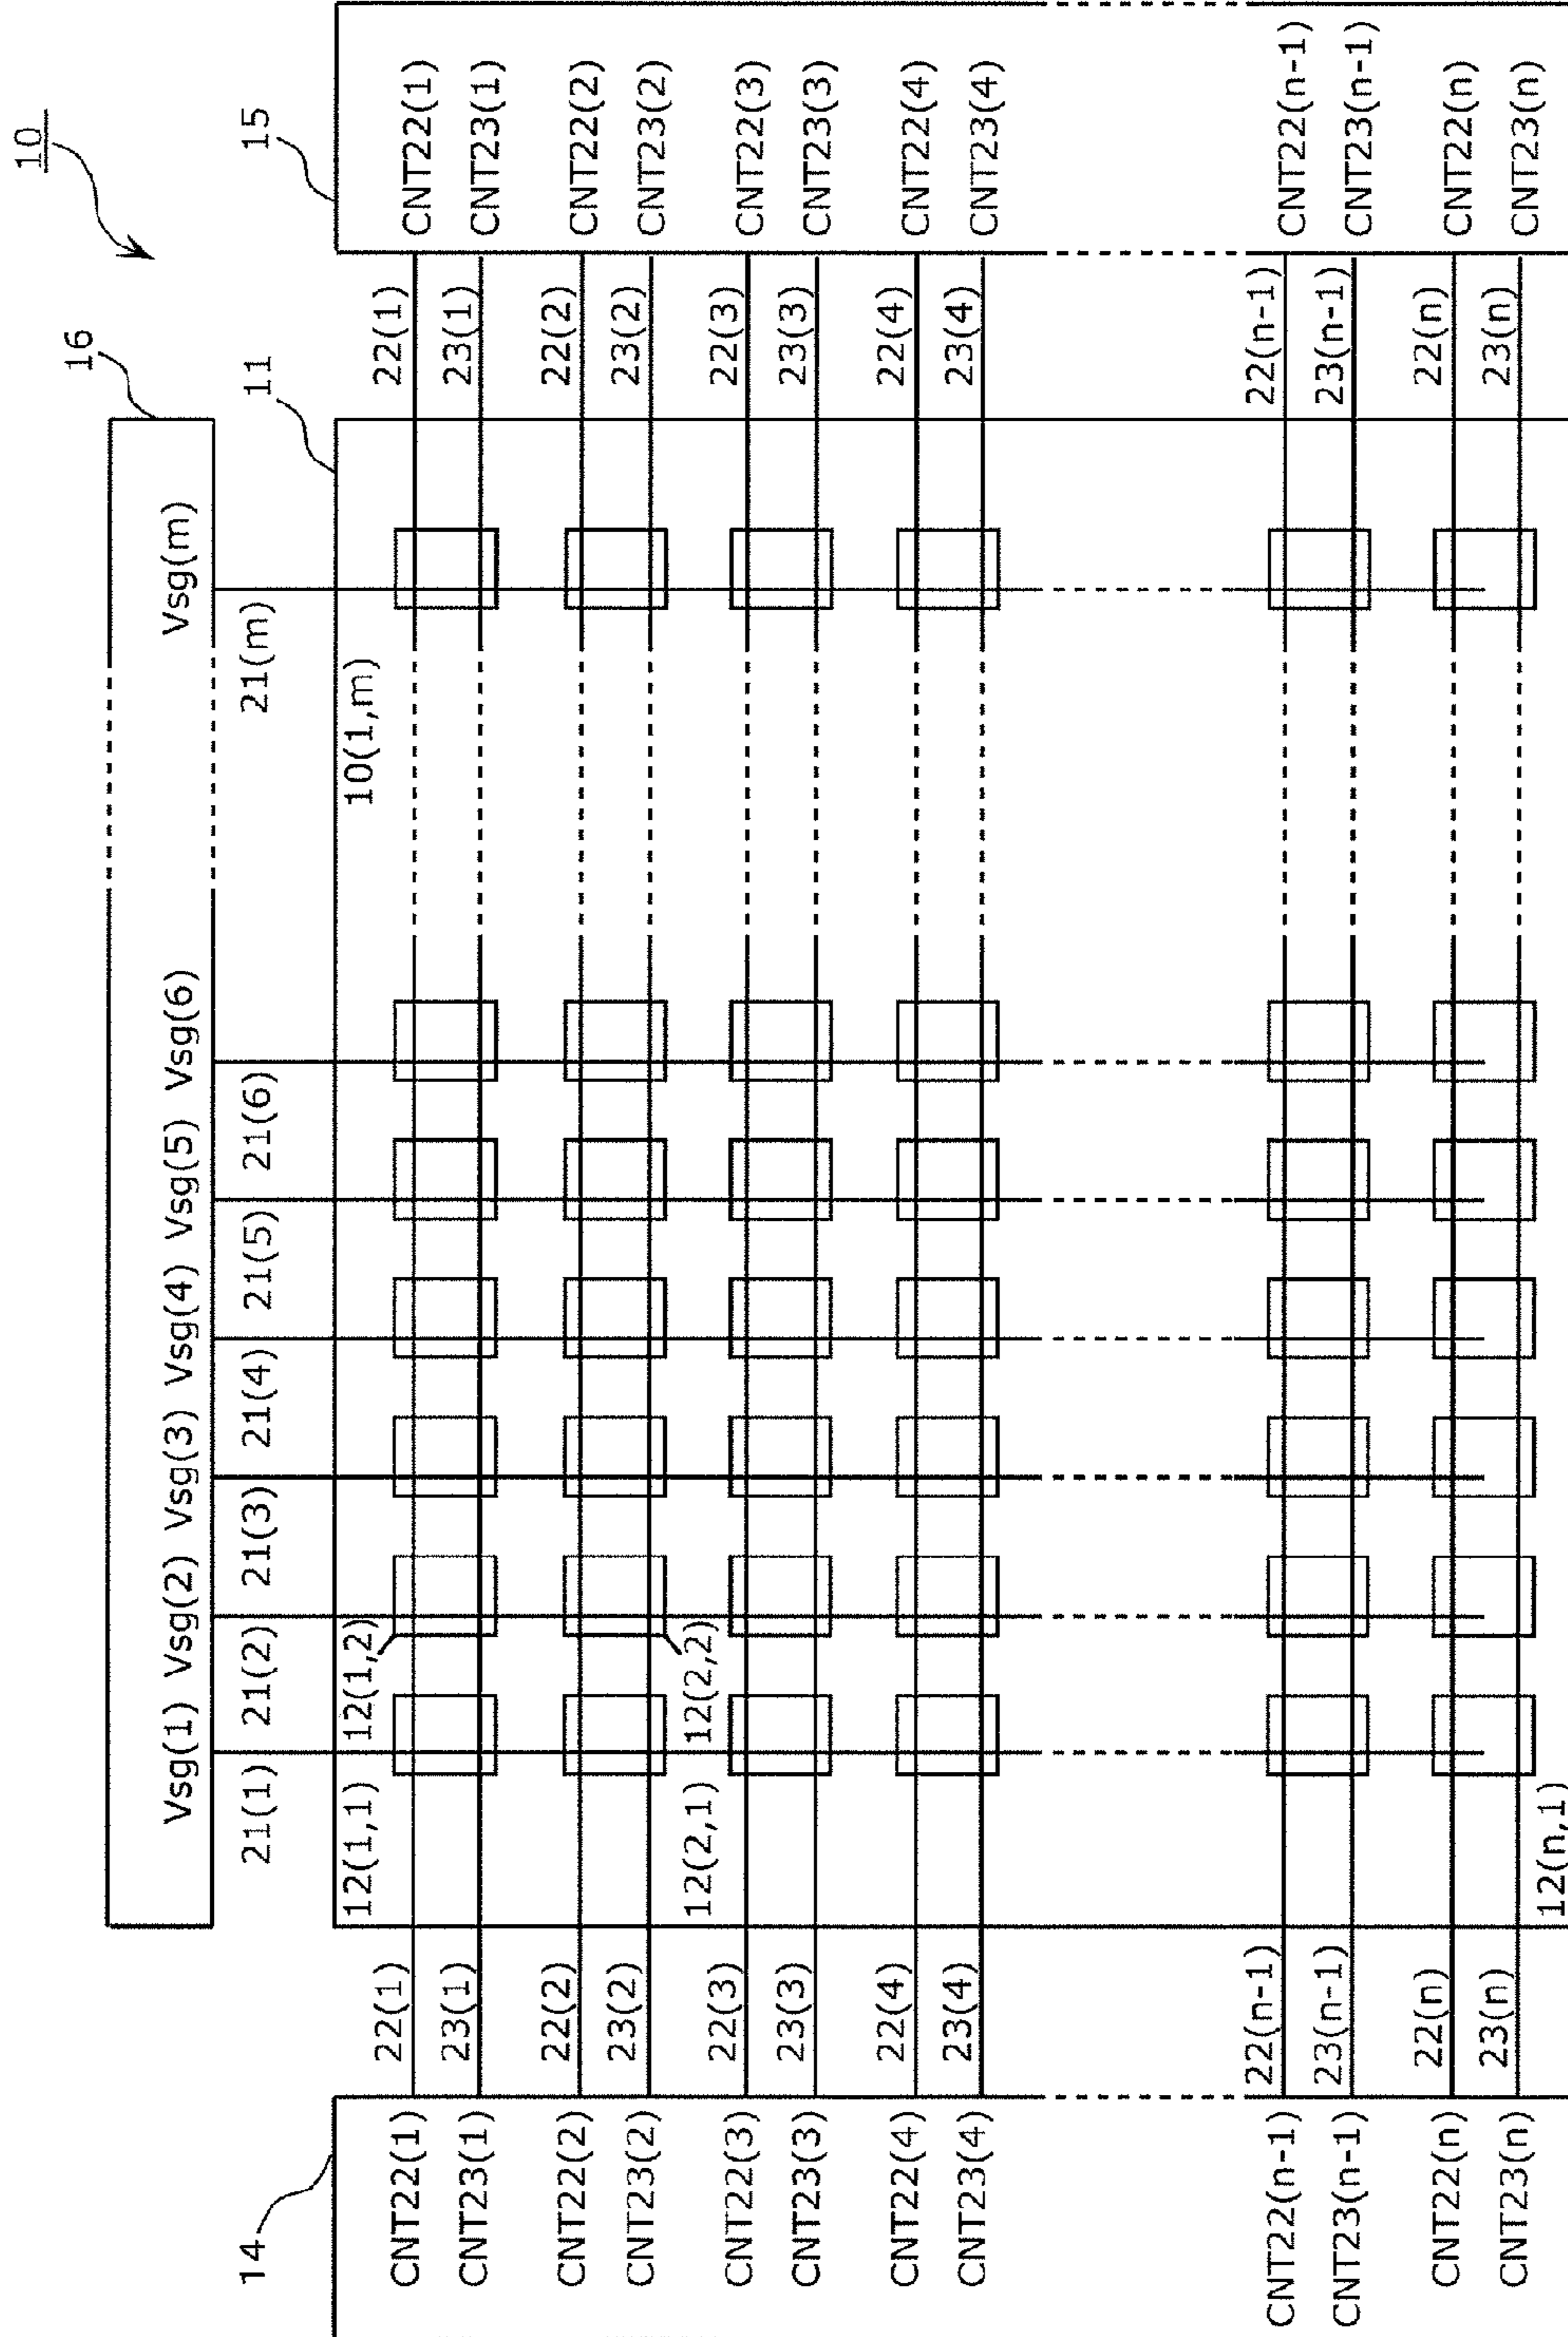 10
16
Vsg(1) Vsg(2) Vsg(3) Vsg(4) Vsg(5) Vsg(6) Vsg(m)
21(1) 21(2) 21(3) 21(4) 21(5) 21(6) 21(m)
14
11
15
12(1,1) 12(1,2) 10(1,m)
CNT22(1) 22(1) 22(1) CNT22(1)
CNT23(1) 23(1) 23(1) CNT23(1)
CNT22(2) 22(2) 22(2) CNT22(2)
CNT23(2) 23(2) 23(2) CNT23(2)
12(2,1) 12(2,2)
CNT22(3) 22(3) 22(3) CNT22(3)
CNT23(3) 23(3) 23(3) CNT23(3)
CNT22(4) 22(4) 22(4) CNT22(4)
CNT23(4) 23(4) 23(4) CNT23(4)
CNT22(n-1) 22(n-1) 22(n-1) CNT22(n-1)
CNT23(n-1) 23(n-1) 23(n-1) CNT23(n-1)
CNT22(n) 22(n) 22(n) CNT22(n)
CNT23(n) 23(n) 23(n) CNT23(n)
12(n,1)